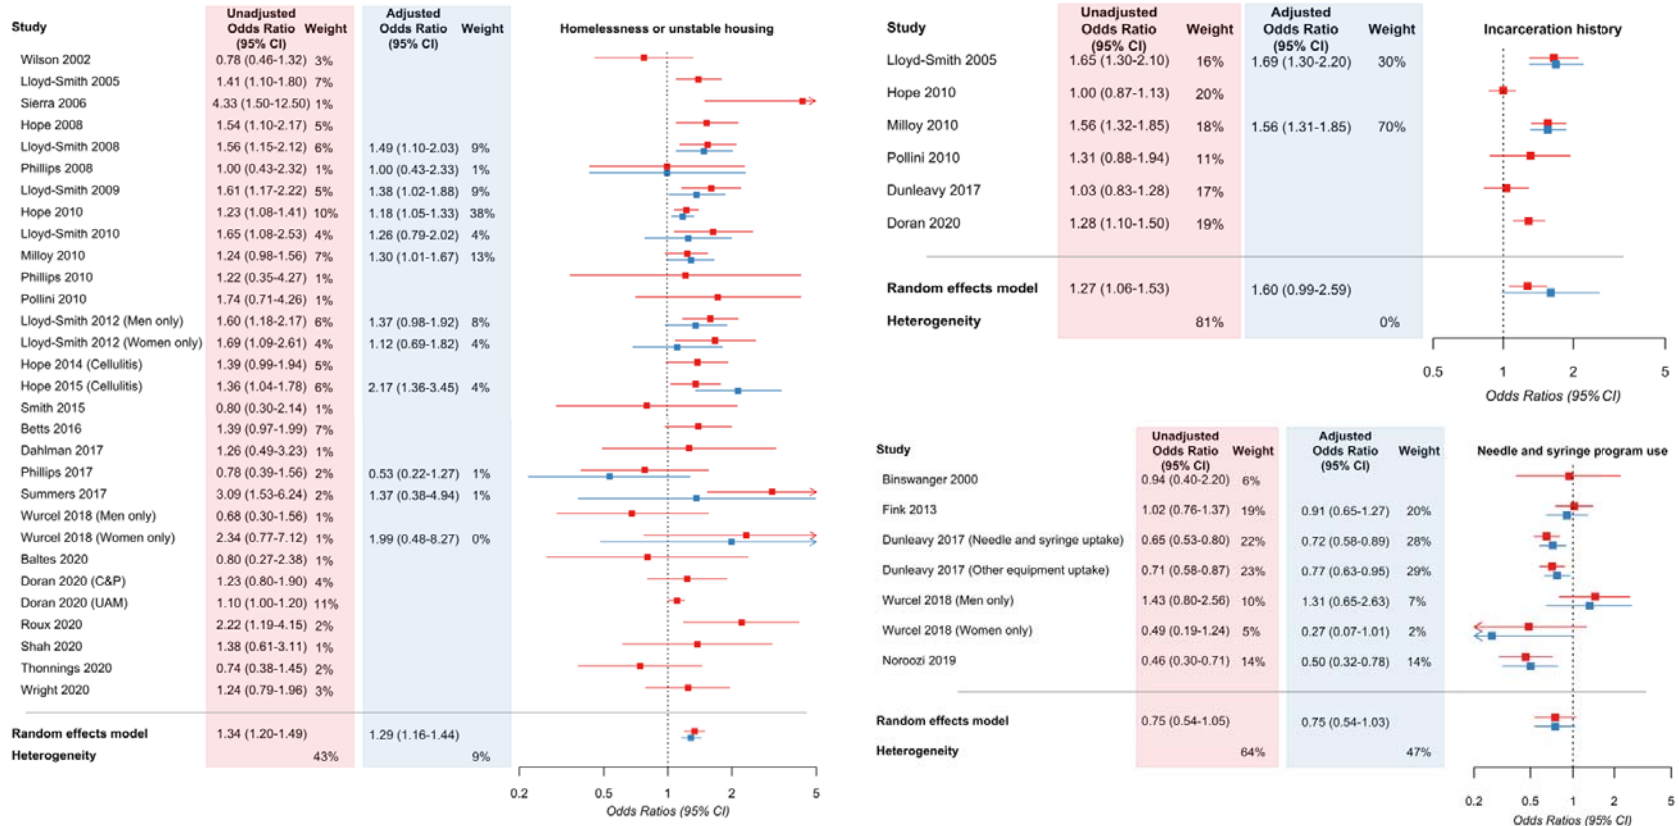 Study Unadjusted Odds Ratio (95% CI) Weight Adjusted Odds Ratio (95% CI) Weight Homelessness or unstable housing
Wilson 2002 0.78 (0.46-1.32) 3%
Lloyd-Smith 2005 1.41 (1.10-1.80) 7%
Sierra 2006 4.33 (1.50-12.50) 1%
Hope 2008 1.54 (1.10-2.17) 5%
Lloyd-Smith 2008 1.56 (1.15-2.12) 6% 1.49 (1.10-2.03) 9%
Phillips 2008 1.00 (0.43-2.32) 1% 1.00 (0.43-2.33) 1%
Lloyd-Smith 2009 1.61 (1.17-2.22) 5% 1.38 (1.02-1.88) 9%
Hope 2010 1.23 (1.08-1.41) 10% 1.18 (1.05-1.33) 38%
Lloyd-Smith 2010 1.65 (1.08-2.53) 4% 1.26 (0.79-2.02) 4%
Milloy 2010 1.24 (0.98-1.56) 7% 1.30 (1.01-1.67) 13%
Phillips 2010 1.22 (0.35-4.27) 1%
Pollini 2010 1.74 (0.71-4.26) 1%
Lloyd-Smith 2012 (Men only) 1.60 (1.18-2.17) 6% 1.37 (0.98-1.92) 8%
Lloyd-Smith 2012 (Women only) 1.69 (1.09-2.61) 4% 1.12 (0.69-1.82) 4%
Hope 2014 (Cellulitis) 1.39 (0.99-1.94) 5%
Hope 2015 (Cellulitis) 1.36 (1.04-1.78) 6% 2.17 (1.36-3.45) 4%
Smith 2015 0.80 (0.30-2.14) 1%
Betts 2016 1.39 (0.97-1.99) 7%
Dahlman 2017 1.26 (0.49-3.23) 1%
Phillips 2017 0.78 (0.39-1.56) 2% 0.53 (0.22-1.27) 1%
Summers 2017 3.09 (1.53-6.24) 2% 1.37 (0.38-4.94) 1%
Wurcel 2018 (Men only) 0.68 (0.30-1.56) 1%
Wurcel 2018 (Women only) 2.34 (0.77-7.12) 1% 1.99 (0.48-8.27) 0%
Baltes 2020 0.80 (0.27-2.38) 1%
Doran 2020 (C&P) 1.23 (0.80-1.90) 4%
Doran 2020 (UAM) 1.10 (1.00-1.20) 11%
Roux 2020 2.22 (1.19-4.15) 2%
Shah 2020 1.38 (0.61-3.11) 1%
Thonnings 2020 0.74 (0.38-1.45) 2%
Wright 2020 1.24 (0.79-1.96) 3%
Random effects model 1.34 (1.20-1.49) 1.29 (1.16-1.44)
Heterogeneity 43% 9%
0.2 0.5 1 2 5
Odds Ratios (95% CI)
Study Unadjusted Odds Ratio (95% CI) Weight Adjusted Odds Ratio (95% CI) Weight Incarceration history
Lloyd-Smith 2005 1.65 (1.30-2.10) 16% 1.69 (1.30-2.20) 30%
Hope 2010 1.00 (0.87-1.13) 20%
Milloy 2010 1.56 (1.32-1.85) 18% 1.56 (1.31-1.85) 70%
Pollini 2010 1.31 (0.88-1.94) 11%
Dunleavy 2017 1.03 (0.83-1.28) 17%
Doran 2020 1.28 (1.10-1.50) 19%
Random effects model 1.27 (1.06-1.53) 1.60 (0.99-2.59)
Heterogeneity 81% 0%
0.5 1 2 5
Odds Ratios (95% CI)
Study Unadjusted Odds Ratio (95% CI) Weight Adjusted Odds Ratio (95% CI) Weight Needle and syringe program use
Binswanger 2000 0.94 (0.40-2.20) 6%
Fink 2013 1.02 (0.76-1.37) 19% 0.91 (0.65-1.27) 20%
Dunleavy 2017 (Needle and syringe uptake) 0.65 (0.53-0.80) 22% 0.72 (0.58-0.89) 28%
Dunleavy 2017 (Other equipment uptake) 0.71 (0.58-0.87) 23% 0.77 (0.63-0.95) 29%
Wurcel 2018 (Men only) 1.43 (0.80-2.56) 10% 1.31 (0.65-2.63) 7%
Wurcel 2018 (Women only) 0.49 (0.19-1.24) 5% 0.27 (0.07-1.01) 2%
Noroozi 2019 0.46 (0.30-0.71) 14% 0.50 (0.32-0.78) 14%
Random effects model 0.75 (0.54-1.05) 0.75 (0.54-1.03)
Heterogeneity 64% 47%
0.2 0.5 1 2 5
Odds Ratios (95% CI)